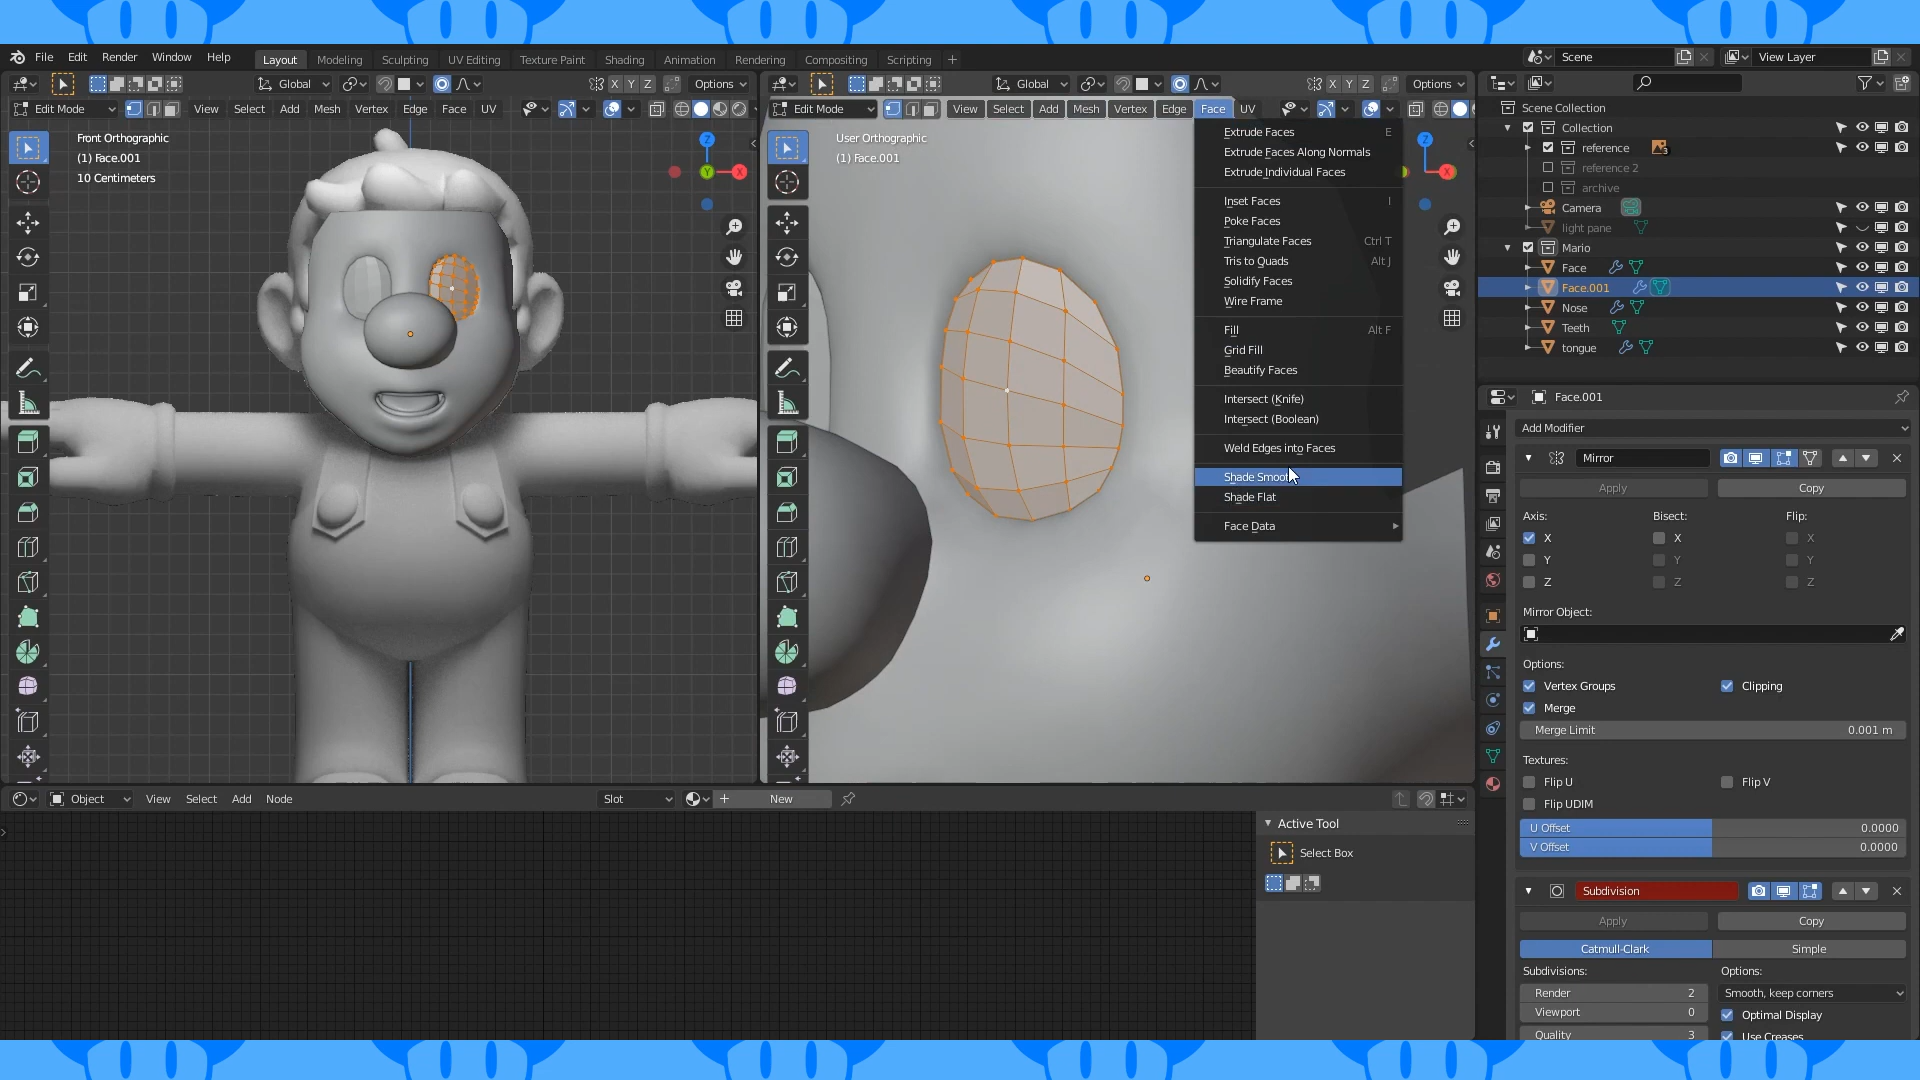 File Edit Render Window Help Layout Modeling Sculpting UV Editing Texture Paint Shading Animation Rendering Compositing Scripting + Scene View Layer
Global X Y Z Options Global X Y Z Options
Edit Mode View Select Add Mesh Vertex Edge Face UV Edit Mode View Select Add Mesh Vertex Edge Face UV
Front Orthographic
(1) Face.001
10 Centimeters
Z
Y
X
User Orthographic
(1) Face.001
Z
X
Extrude Faces E
Extrude Faces Along Normals
Extrude Individual Faces
Inset Faces I
Poke Faces
Triangulate Faces Ctrl T
Tris to Quads Alt J
Solidify Faces
Wire Frame
Fill Alt F
Grid Fill
Beautify Faces
Intersect (Knife)
Intersect (Boolean)
Weld Edges into Faces
Shade Smoot
Shade Flat
Face Data
Scene Collection
Collection
reference 3
reference 2
archive
Camera
light pane
Mario
Face
Face.001
Nose
Teeth
tongue
Face.001
Add Modifier
Mirror
Apply Copy
Axis: Bisect: Flip:
X X X
Y Y Y
Z Z Z
Mirror Object:
Options:
Vertex Groups Clipping
Merge
Merge Limit 0.001 m
Textures:
Flip U Flip V
Flip UDIM
U Offset 0.0000
V Offset 0.0000
Subdivision
Apply Copy
Catmull-Clark Simple
Subdivisions: Options:
Render 2 Smooth, keep corners
Viewport 0 Optimal Display
Quality 3 Use Creases
Object View Select Add Node Slot + New
Active Tool
Select Box